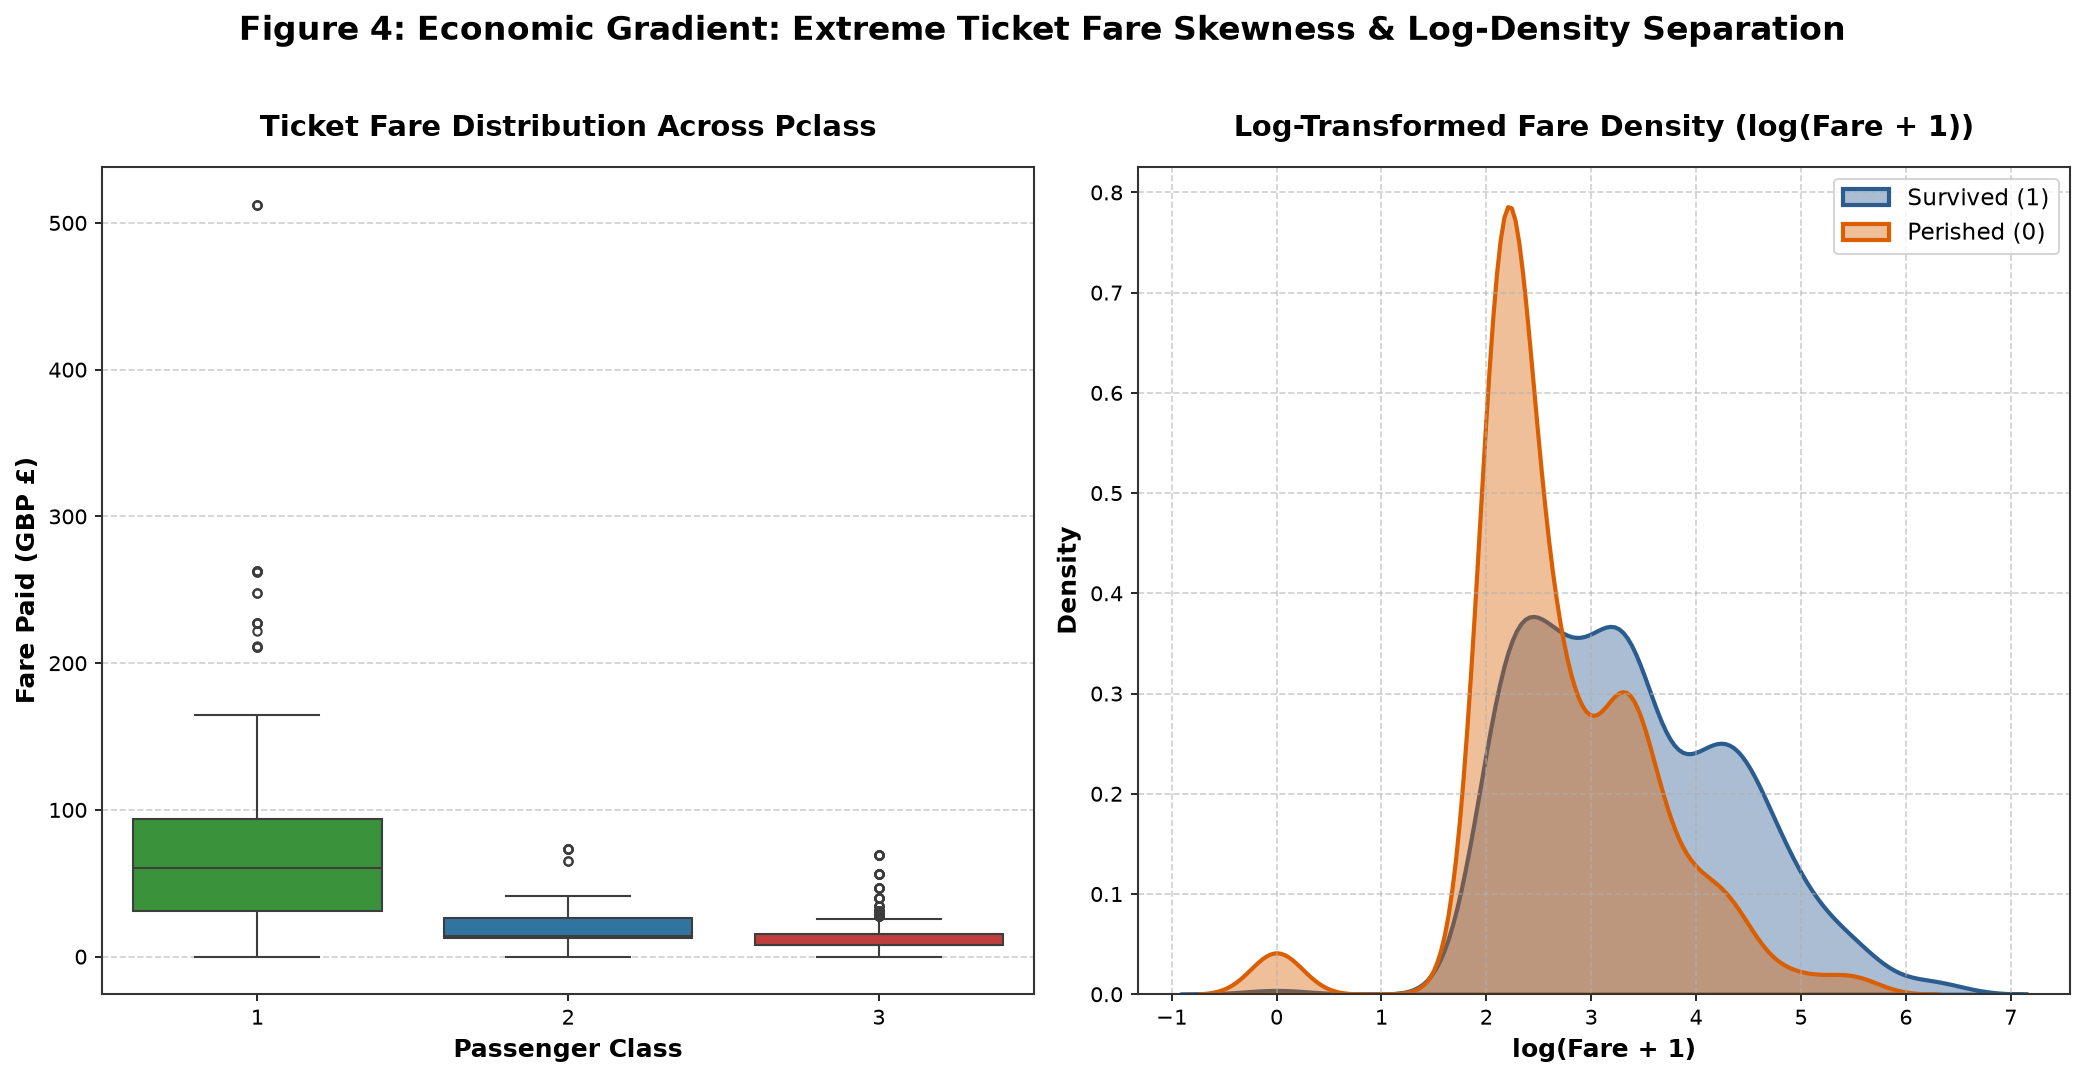 Figure 4: Economic Gradient: Extreme Ticket Fare Skewness & Log-Density Separation
Ticket Fare Distribution Across Pclass
Fare Paid (GBP £)
500
400
300
200
100
0
1 2 3
Passenger Class
Log-Transformed Fare Density (log(Fare + 1))
Density
0.8
0.7
0.6
0.5
0.4
0.3
0.2
0.1
0.0
Survived (1)
Perished (0)
−1 0 1 2 3 4 5 6 7
log(Fare + 1)